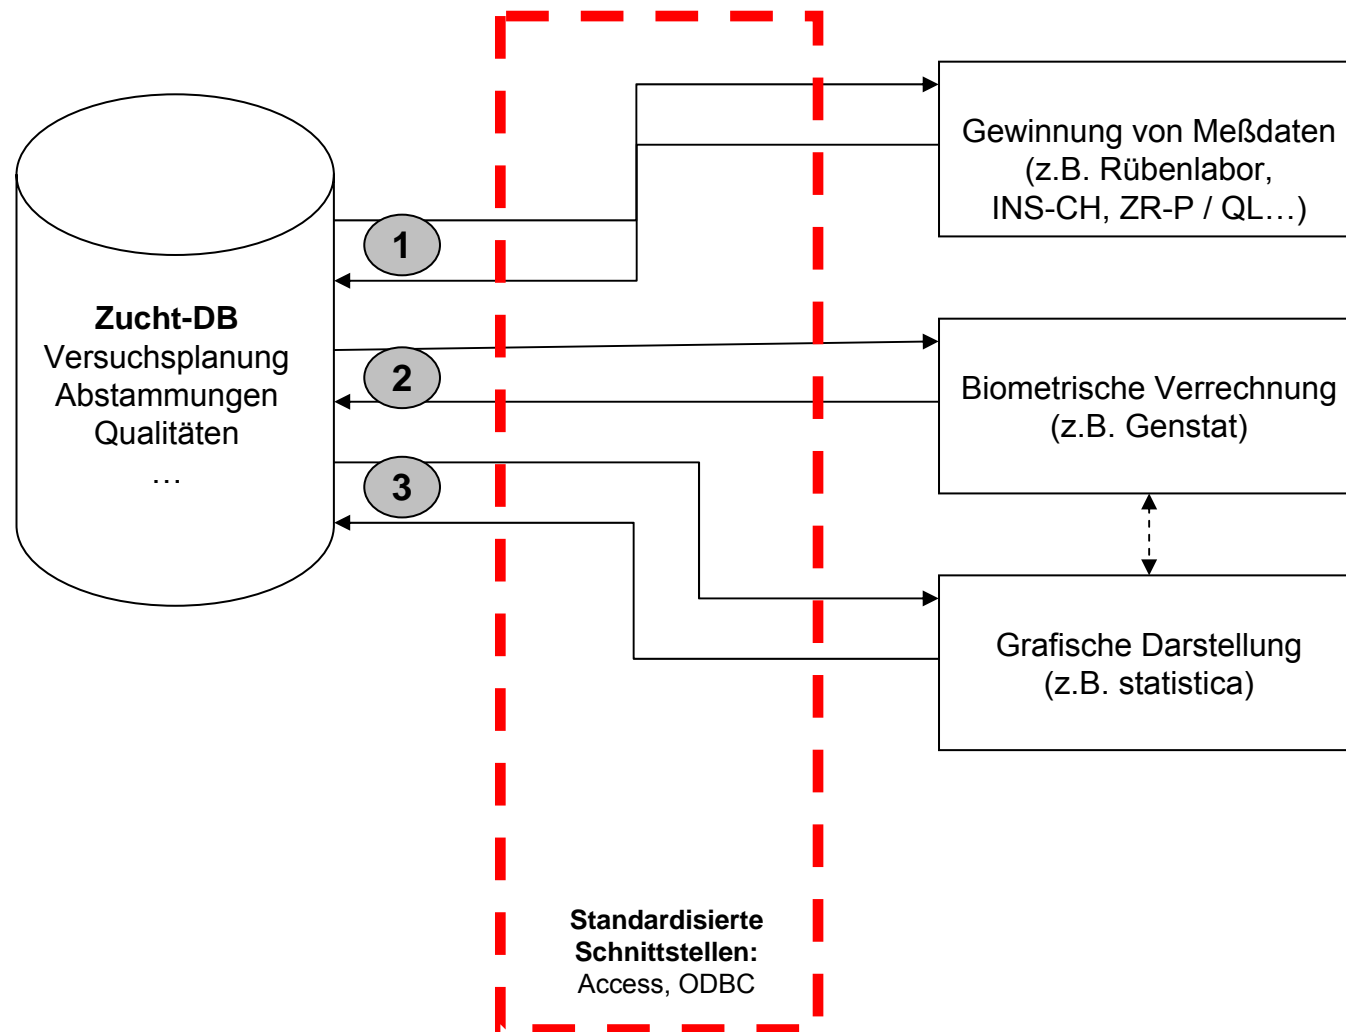 Zucht-DB
Versuchsplanung
Abstammungen
Qualitäten
…
1
2
3
Gewinnung von Meßdaten
(z.B. Rübenlabor,
INS-CH, ZR-P / QL…)
Biometrische Verrechnung
(z.B. Genstat)
Grafische Darstellung
(z.B. statistica)
Standardisierte
Schnittstellen:
Access, ODBC